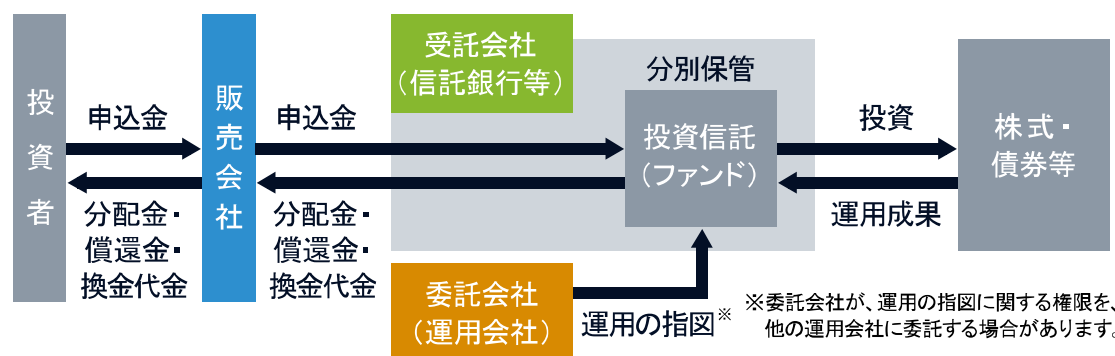 投資者
申込金
分配金・
償還金・
換金代金
販売会社
申込金
分配金・
償還金・
換金代金
受託会社
（信託銀行等）
分別保管
投資信託
（ファンド）
委託会社
（運用会社）
運用の指図※
投資
運用成果
株式・
債券等
※委託会社が、運用の指図に関する権限を、
他の運用会社に委託する場合があります。